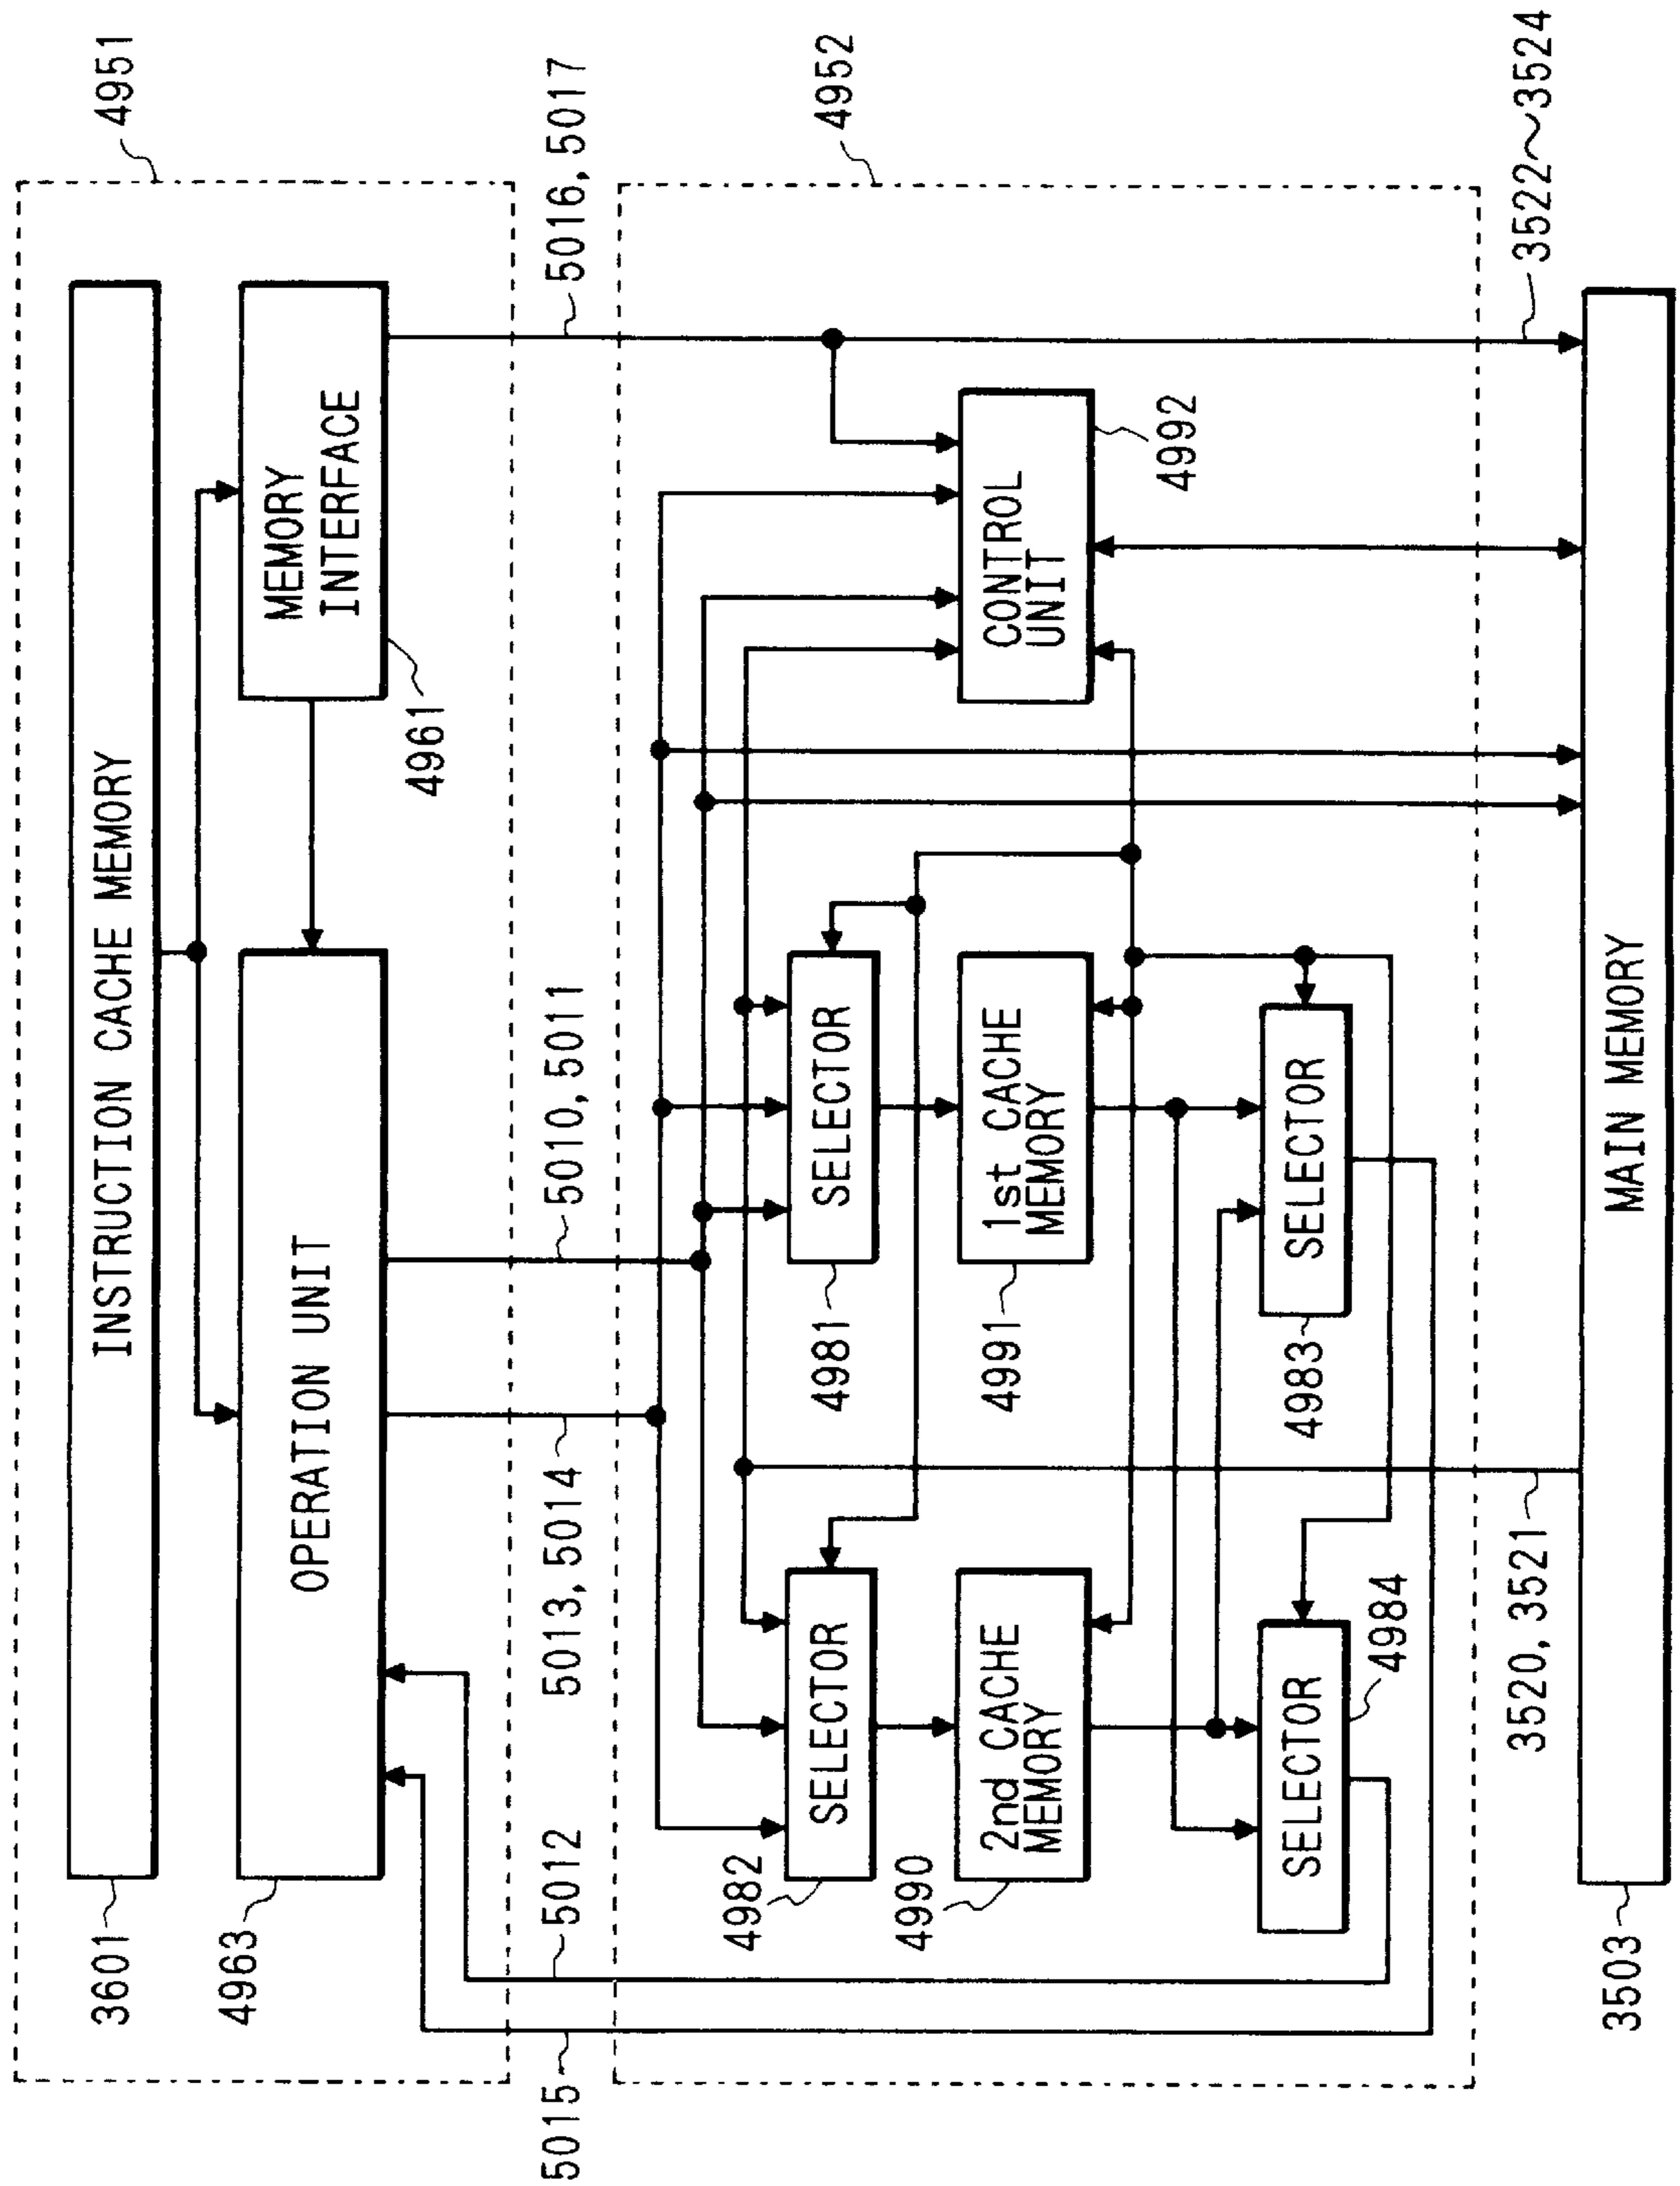 4951
INSTRUCTION CACHE MEMORY
3601
MEMORY
INTERFACE
4961
OPERATION UNIT
4963
5016, 5017
5010, 5011
5013, 5014
5012
5015
4952
SELECTOR
4981
SELECTOR
4982
CONTROL
UNIT
4992
1st CACHE
MEMORY
4991
2nd CACHE
MEMORY
4990
SELECTOR
4983
SELECTOR
4984
3522~3524
3520, 3521
MAIN MEMORY
3503